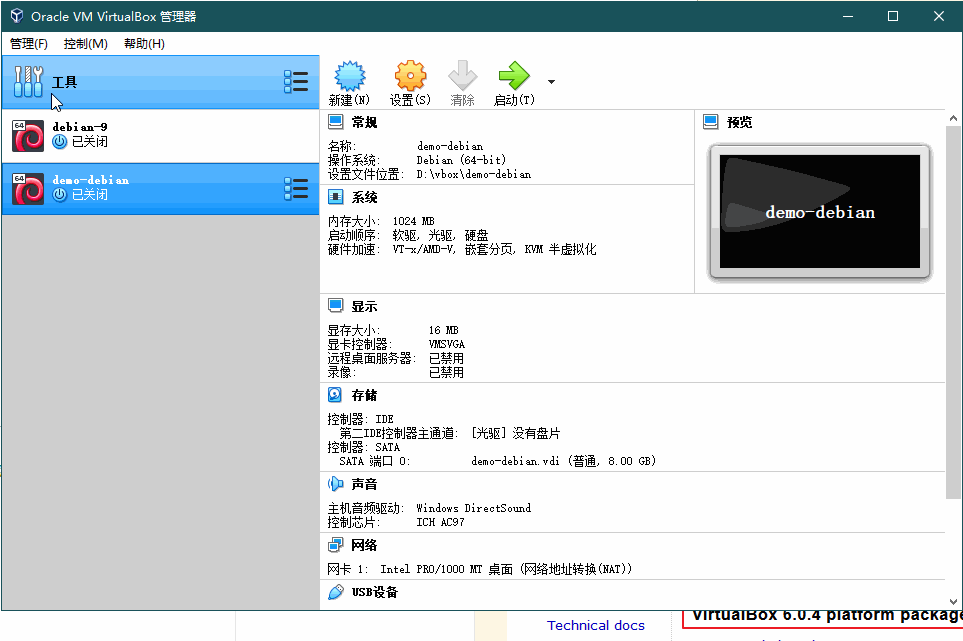 Oracle VM VirtualBox 管理器
管理(F) 控制(M) 帮助(H)
工具
64
debian-9
已关闭
64
demo-debian
已关闭
新建(N) 设置(S) 清除 启动(T)
常规
名称: demo-debian
操作系统: Debian (64-bit)
设置文件位置: D:\vbox\demo-debian
预览
demo-debian
系统
内存大小: 1024 MB
启动顺序: 软驱, 光驱, 硬盘
硬件加速: VT-x/AMD-V, 嵌套分页, KVM 半虚拟化
显示
显存大小: 16 MB
显卡控制器: VMSVGA
远程桌面服务器: 已禁用
录像: 已禁用
存储
控制器: IDE
第二IDE控制器主通道: [光驱] 没有盘片
控制器: SATA
SATA 端口 0: demo-debian.vdi (普通, 8.00 GB)
声音
主机音频驱动: Windows DirectSound
控制芯片: ICH AC97
网络
网卡 1: Intel PRO/1000 MT 桌面 (网络地址转换(NAT))
USB设备
Technical docs
VirtualBox 6.0.4 platform package